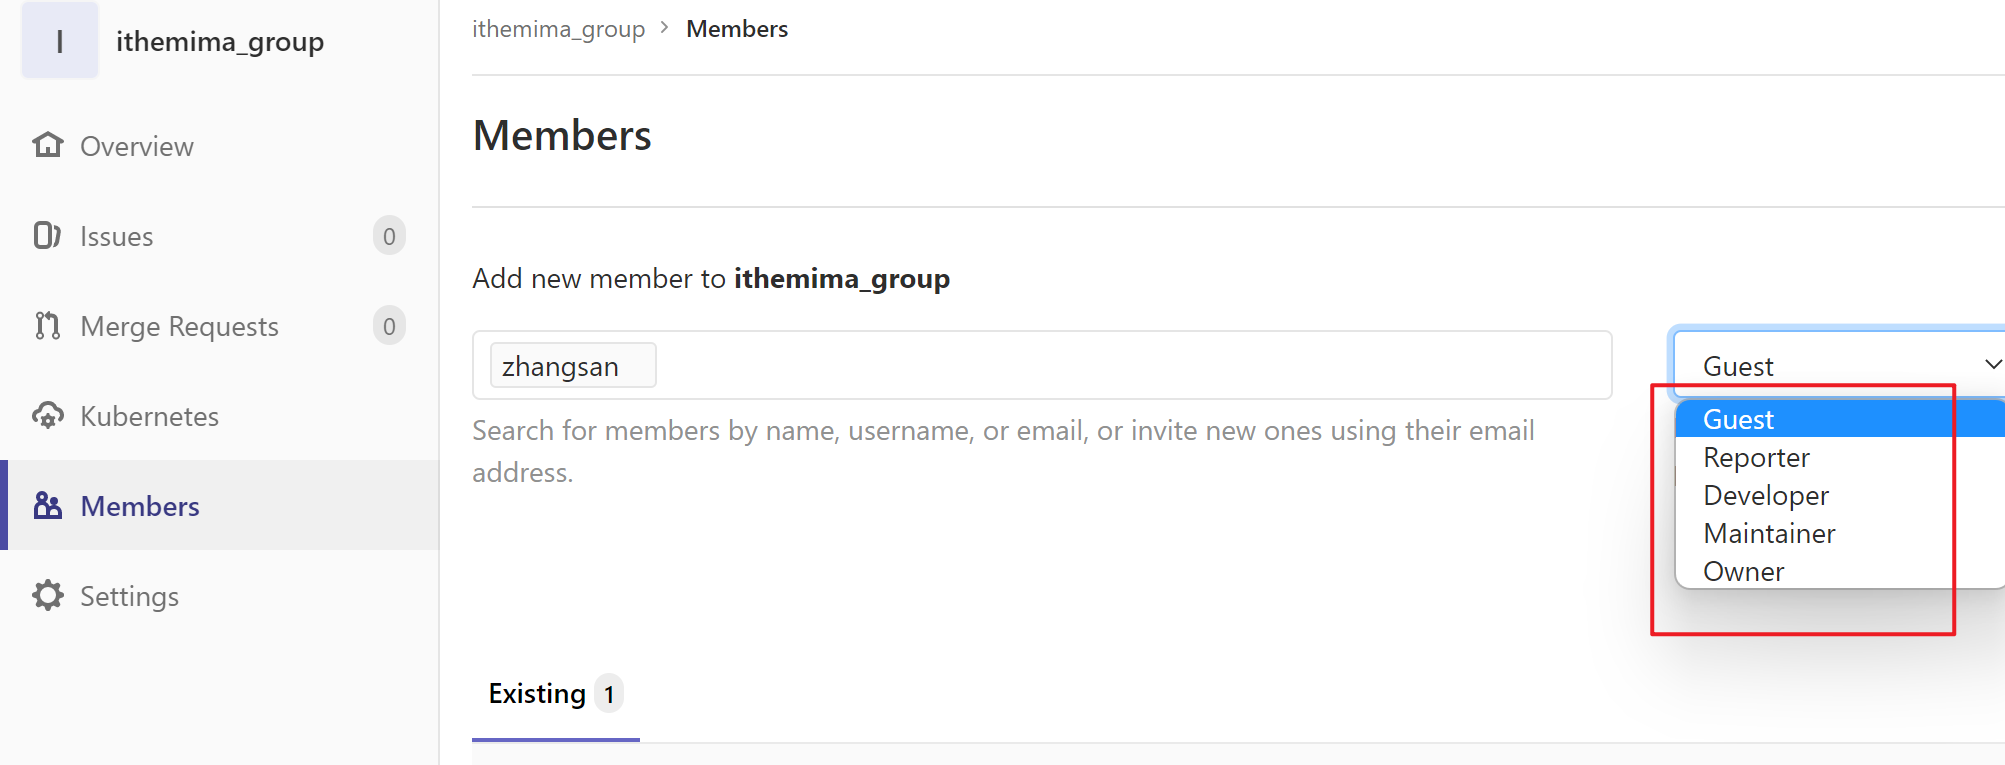 I ithemima_group
Overview
Issues 0
Merge Requests 0
Kubernetes
Members
Settings
ithemima_group > Members
Members
Add new member to ithemima_group
zhangsan
Search for members by name, username, or email, or invite new ones using their email
address.
Guest
Guest
Reporter
Developer
Maintainer
Owner
Existing 1